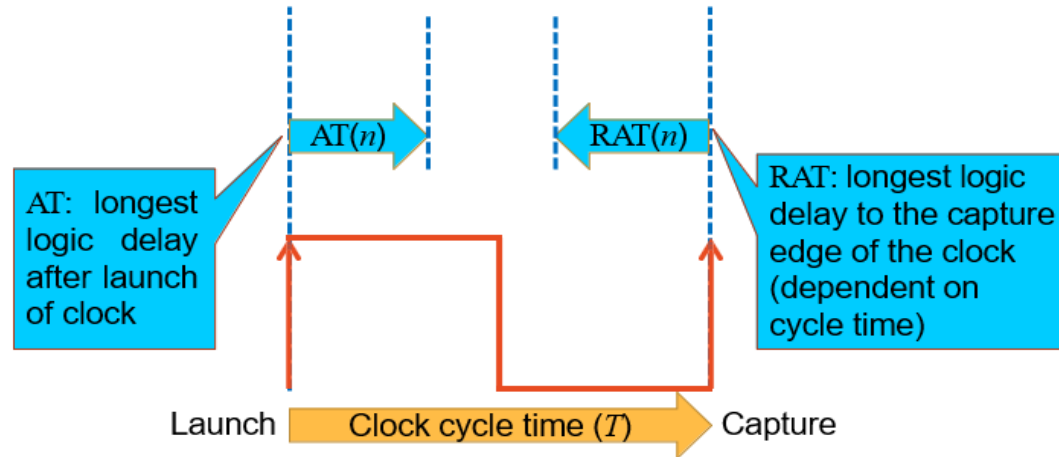 AT(n)
RAT(n)
AT: longest
logic delay
after launch
of clock
RAT: longest logic
delay to the capture
edge of the clock
(dependent on
cycle time)
Launch
Clock cycle time (T)
Capture